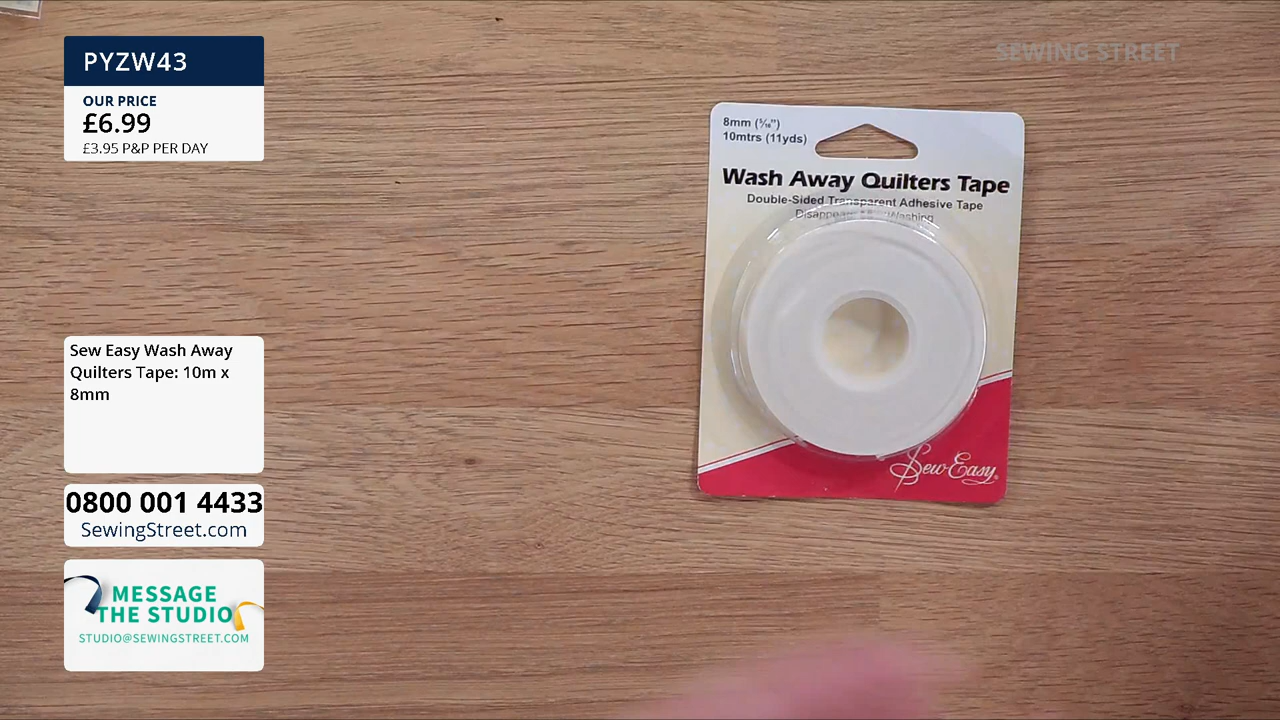 PYZW43
OUR PRICE
£6.99
£3.95 P&P PER DAY
Sew Easy Wash Away
Quilters Tape: 10m x
8mm
0800 001 4433
SewingStreet.com
MESSAGE
THE STUDIO
STUDIO@SEWINGSTREET.COM
SEWING STREET
8mm (5/16")
10mtrs (11yds)
Wash Away Quilters Tape
Double-Sided Transparent Adhesive Tape
Washing
Sew Easy